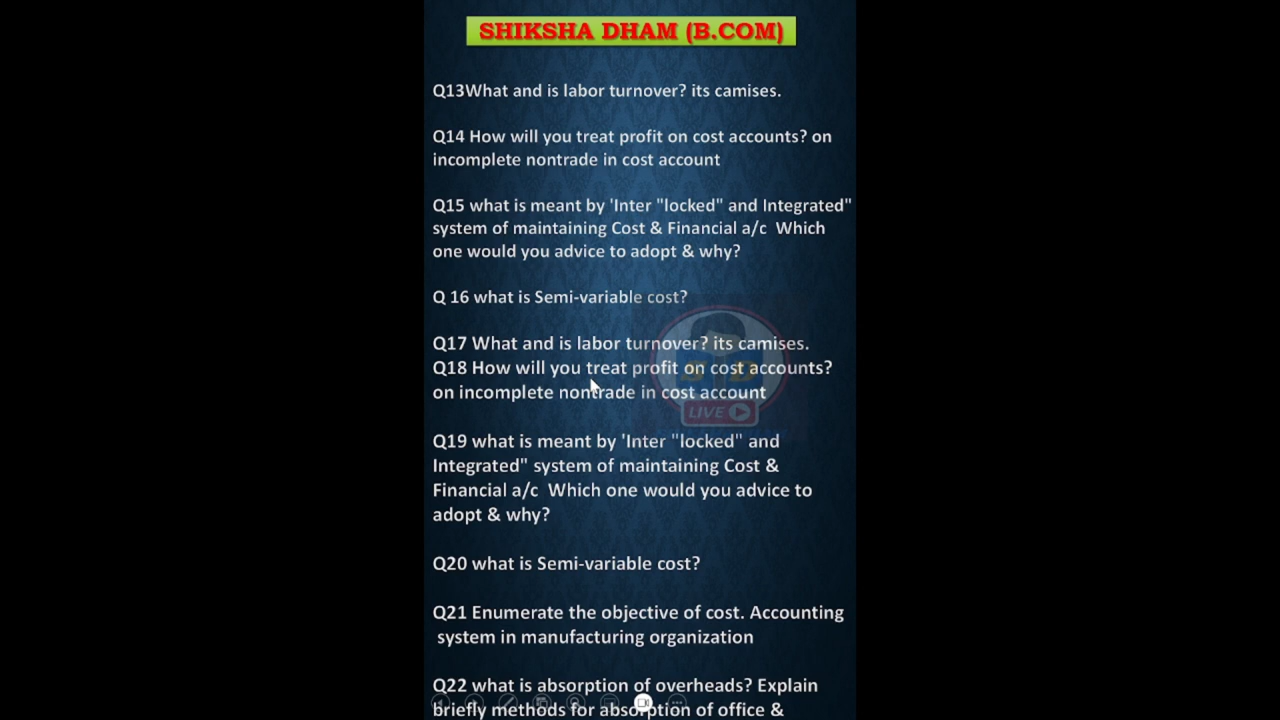 SHIKSHA DHAM (B.COM)
Q13What and is labor turnover? its camises.
Q14 How will you treat profit on cost accounts? on
incomplete nontrade in cost account
Q15 what is meant by 'Inter "locked" and Integrated"
system of maintaining Cost & Financial a/c  Which
one would you advice to adopt & why?
Q 16 what is Semi-variable cost?
Q17 What and is labor turnover? its camises.
Q18 How will you treat profit on cost accounts?
on incomplete nontrade in cost account
Q19 what is meant by 'Inter "locked" and
Integrated" system of maintaining Cost &
Financial a/c  Which one would you advice to
adopt & why?
Q20 what is Semi-variable cost?
Q21 Enumerate the objective of cost. Accounting
system in manufacturing organization
Q22 what is absorption of overheads? Explain
briefly methods for absorption of office &
S D
LIVE